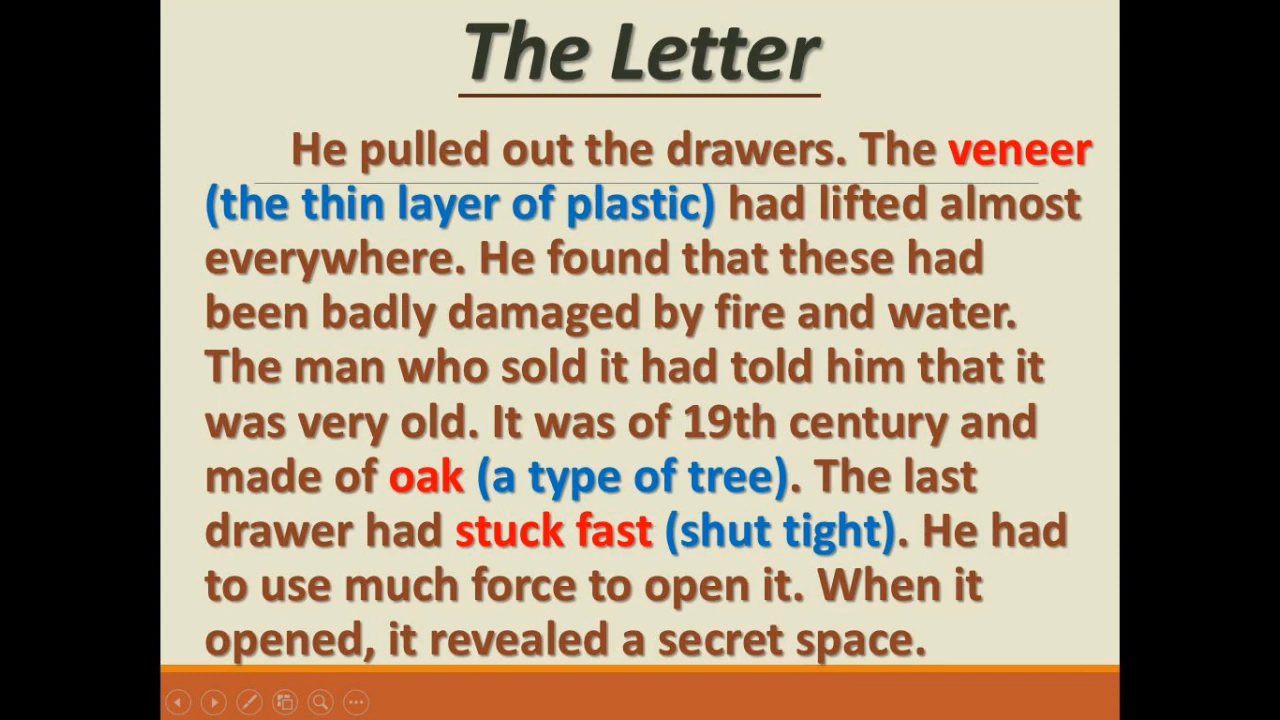 The Letter
He pulled out the drawers. The veneer
(the thin layer of plastic) had lifted almost
everywhere. He found that these had
been badly damaged by fire and water.
The man who sold it had told him that it
was very old. It was of 19th century and
made of oak (a type of tree). The last
drawer had stuck fast (shut tight). He had
to use much force to open it. When it
opened, it revealed a secret space.